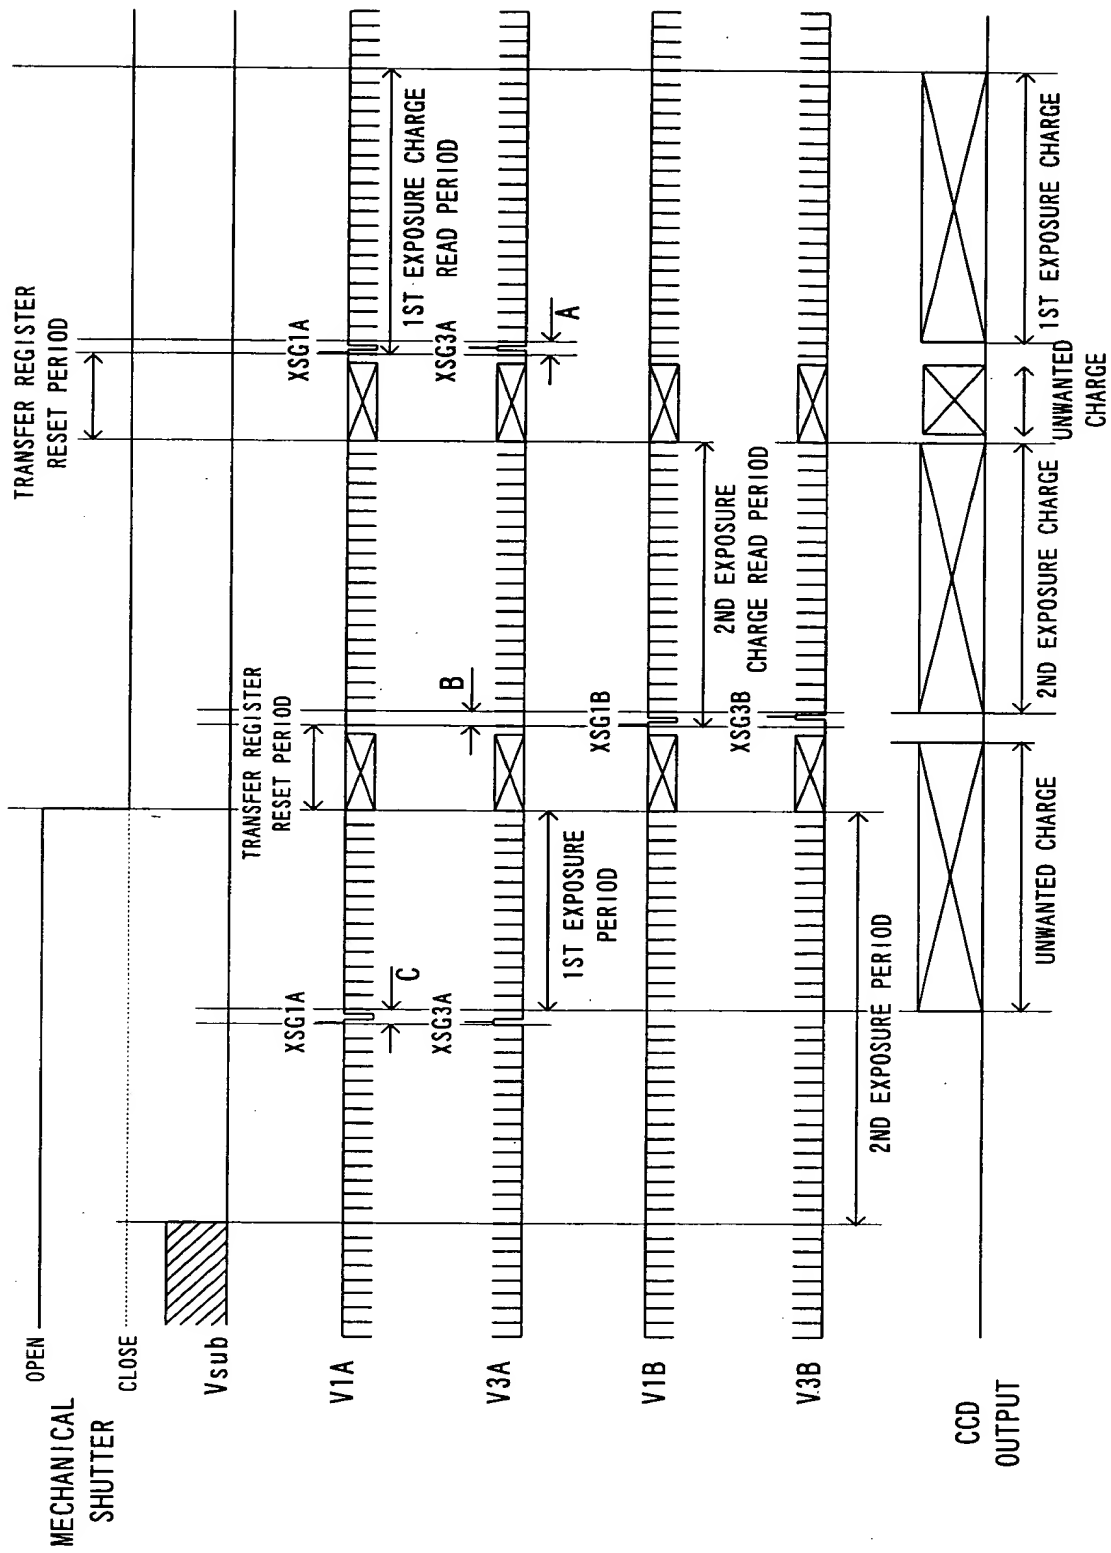 MECHANICAL
SHUTTER
OPEN
CLOSE
Vsub
V1A
V3A
V1B
V3B
CCD
OUTPUT
TRANSFER REGISTER
RESET PERIOD
TRANSFER REGISTER
RESET PERIOD
XSG1A
C
XSG3A
XSG1A
1ST EXPOSURE CHARGE
READ PERIOD
XSG3A
A
B
1ST EXPOSURE
PERIOD
XSG1B
2ND EXPOSURE
CHARGE READ PERIOD
XSG3B
2ND EXPOSURE PERIOD
UNWANTED CHARGE
2ND EXPOSURE CHARGE
UNWANTED
CHARGE
1ST EXPOSURE CHARGE